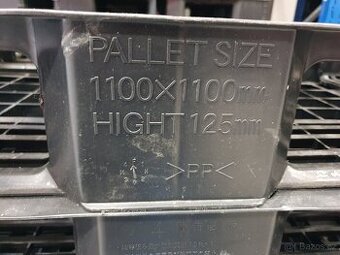 PALLET SIZE
1100×1100mm
HIGHT 125mm
>PP<